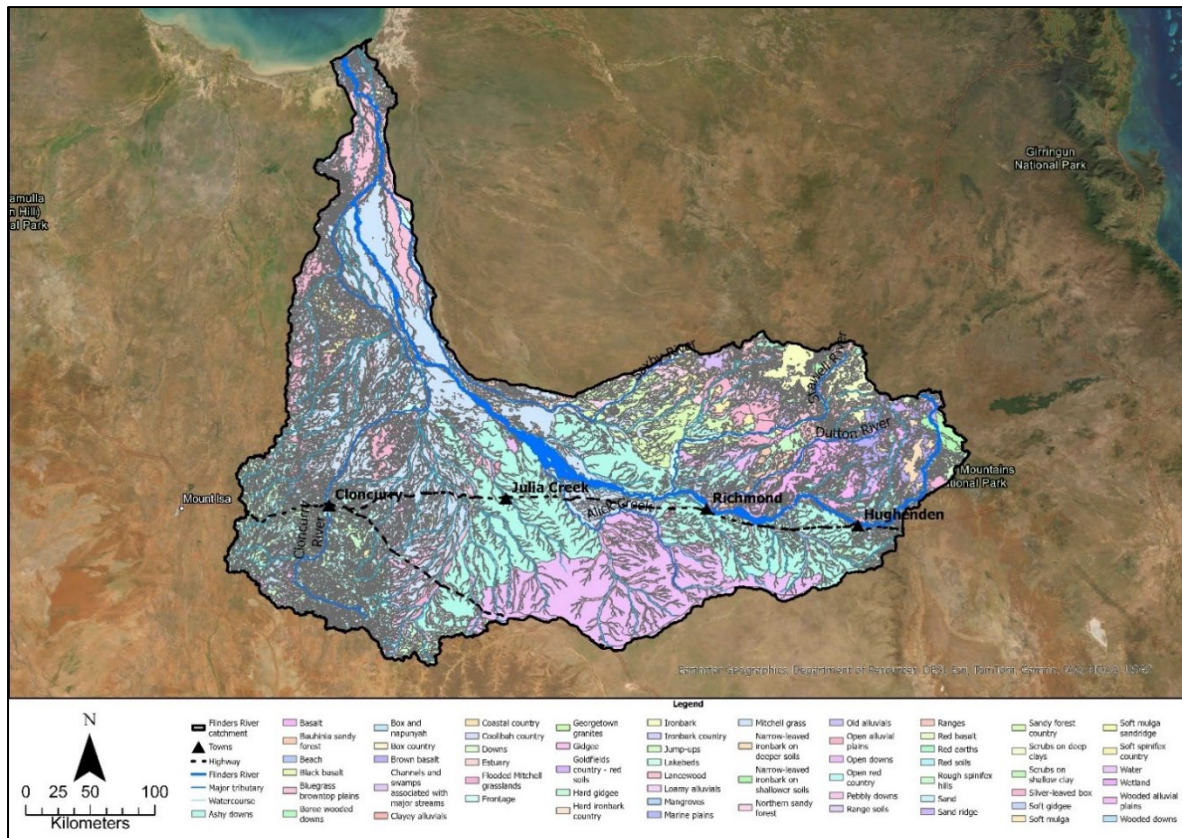 Girringun
National Park
amulla
n Hill)
al Park
Saxby River
Stawell River
Dutton River
Mountains
National Park
Mount Isa
Cloncurry
Julia Creek
Richmond
Alick Creek
Hughenden
Cloncurry
River
Legend
N
0 25 50 100
Kilometers
Flinders River
catchment
Towns
Highway
Flinders River
Major tributary
Watercourse
Ashy downs
Basalt
Bauhinia sandy
forest
Beach
Black basalt
Bluegrass
browntop plains
Boree wooded
downs
Box and
napunyah
Box country
Brown basalt
Channels and
swamps
associated with
major streams
Clayey alluvials
Coastal country
Coolibah country
Downs
Estuary
Flooded Mitchell
grasslands
Frontage
Georgetown
granites
Gidgee
Goldfields
country - red
soils
Hard gidgee
Hard ironbark
country
Ironbark
Ironbark country
Jump-ups
Lakebeds
Lancewood
Loamy alluvials
Mangroves
Marine plains
Mitchell grass
Narrow-leaved
ironbark on
deeper soils
Narrow-leaved
ironbark on
shallower soils
Northern sandy
forest
Old alluvials
Open alluvial
plains
Open downs
Open red
country
Pebbly downs
Range soils
Ranges
Red basalt
Red earths
Red soils
Rough spinifex
hills
Sand
Sand ridge
Sandy forest
country
Scrubs on deep
clays
Scrubs on
shallow clay
Silver-leaved box
Soft gidgee
Soft mulga
Soft mulga
sandridge
Soft spinifex
country
Water
Wetland
Wooded alluvial
plains
Wooded downs